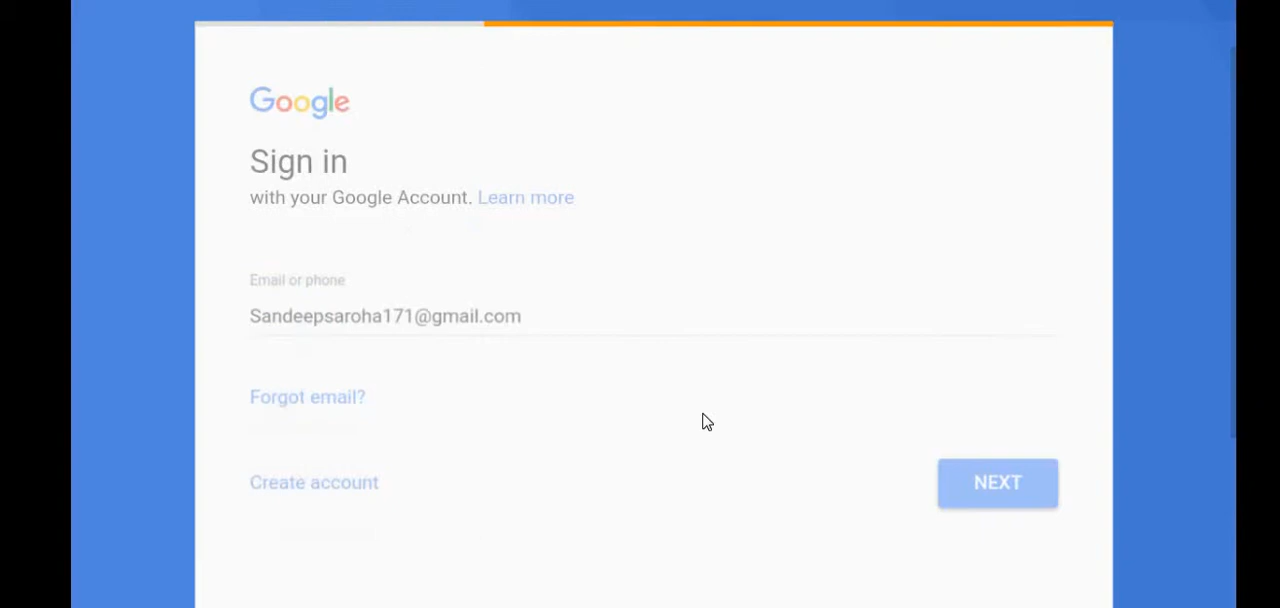 Google
Sign in
with your Google Account. Learn more
Email or phone
Sandeepsaroha171@gmail.com
Forgot email?
Create account
NEXT